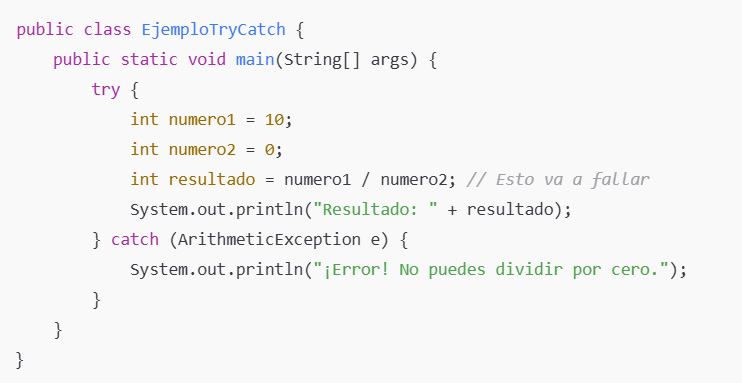 public class EjemploTryCatch {
    public static void main(String[] args) {
        try {
            int numero1 = 10;
            int numero2 = 0;
            int resultado = numero1 / numero2; // Esto va a fallar
            System.out.println("Resultado: " + resultado);
        } catch (ArithmeticException e) {
            System.out.println("¡Error! No puedes dividir por cero.");
        }
    }
}